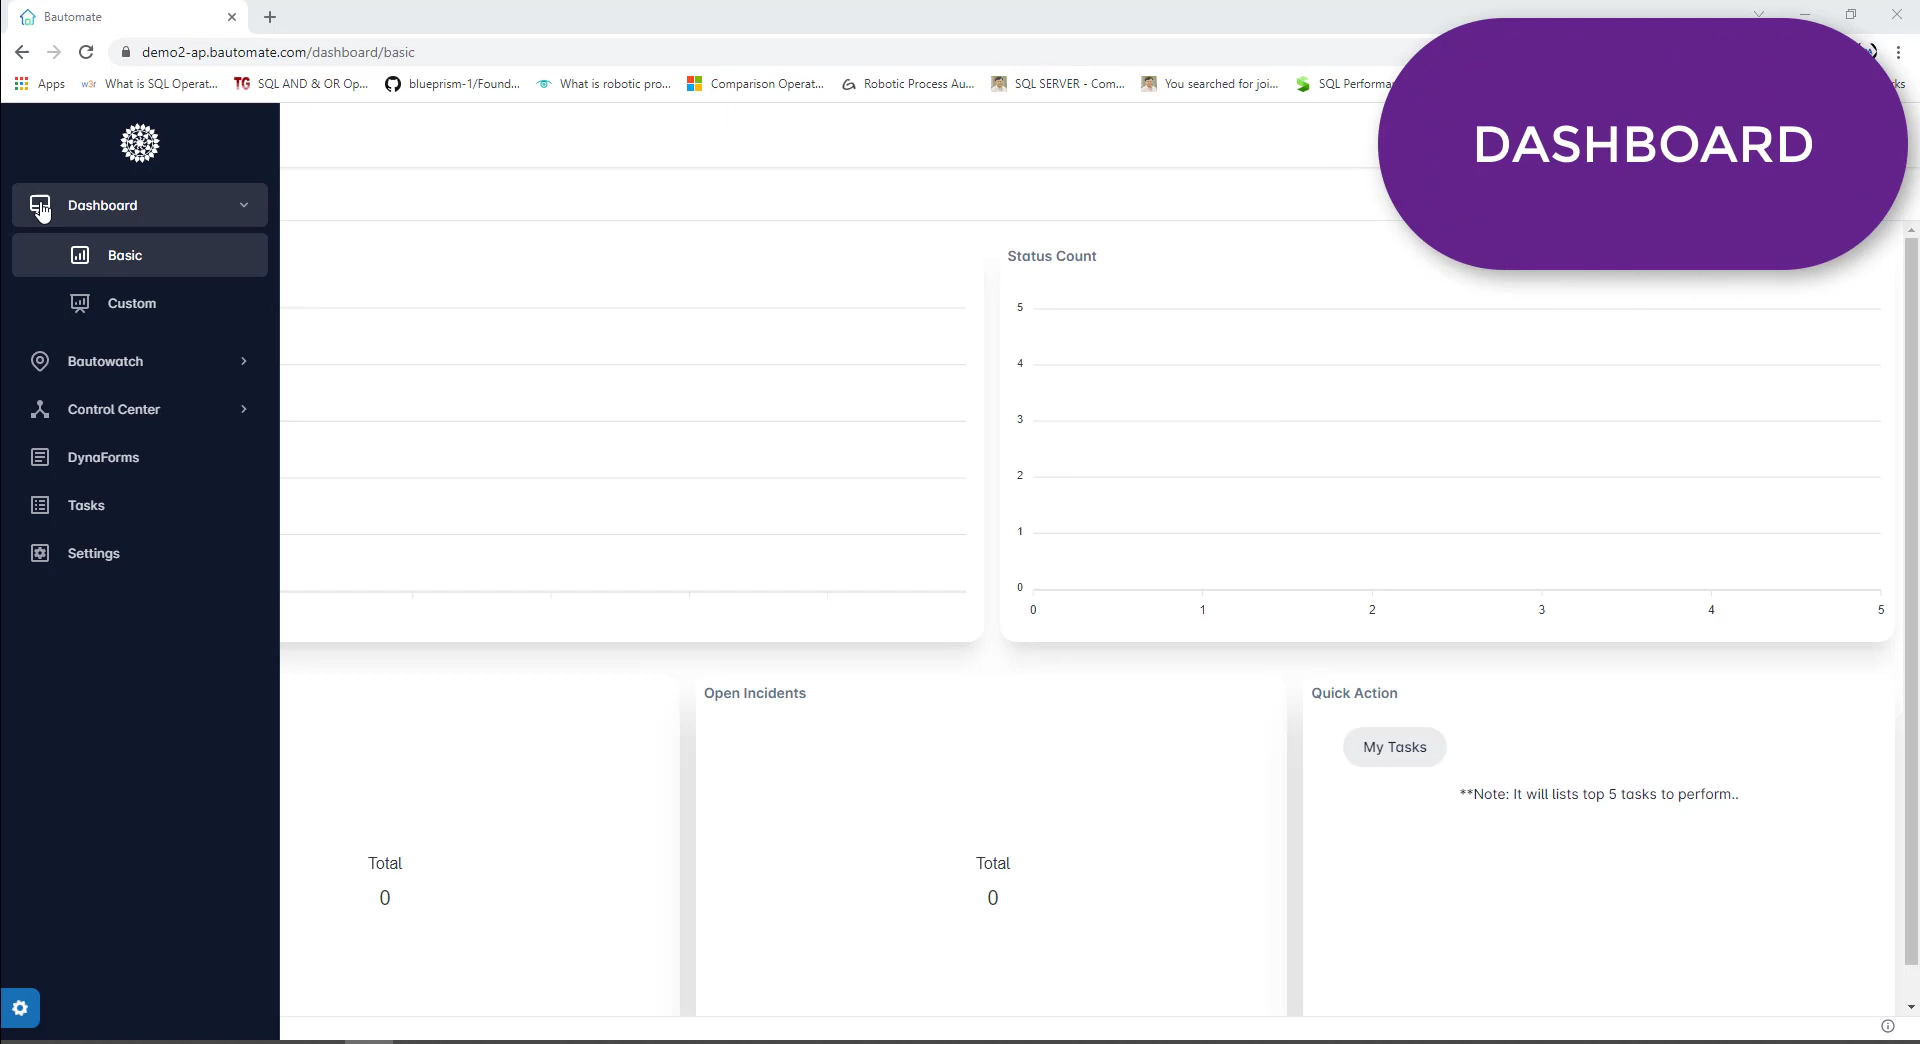 Bautomate
demo2-ap.bautomate.com/dashboard/basic
Apps
w3r What is SQL Operat...
TG SQL AND & OR Op...
blueprism-1/Found...
What is robotic pro...
Comparison Operat...
Robotic Process Au...
SQL SERVER - Com...
You searched for joi...
SQL Performa
ks
DASHBOARD
Dashboard
Basic
Custom
Bautowatch
Control Center
DynaForms
Tasks
Settings
Status Count
5
4
3
2
1
0
0 1 2 3 4 5
Total
0
Open Incidents
Total
0
Quick Action
My Tasks
**Note: It will lists top 5 tasks to perform..